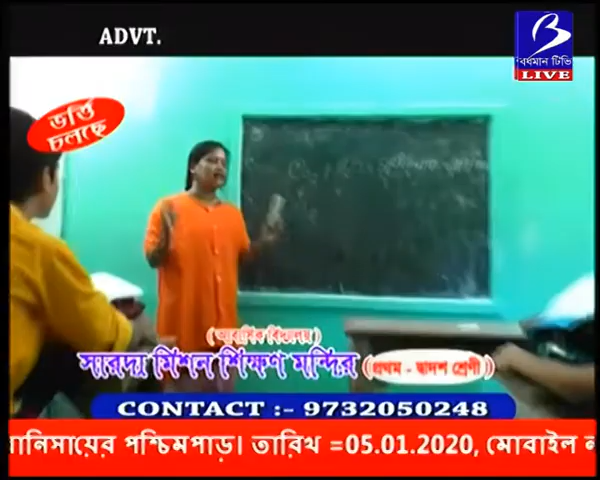 ADVT.
বর্ধমান টিভি
LIVE
ভর্তি
চলছে
(আবাসিক বিদ্যালয়)
সারদা মিশন শিক্ষণ মন্দির (প্রথম - দ্বাদশ শ্রেণী)
CONTACT :- 9732050248
রানিসায়ের পশ্চিমপাড়। তারিখ =05.01.2020, মোবাইল